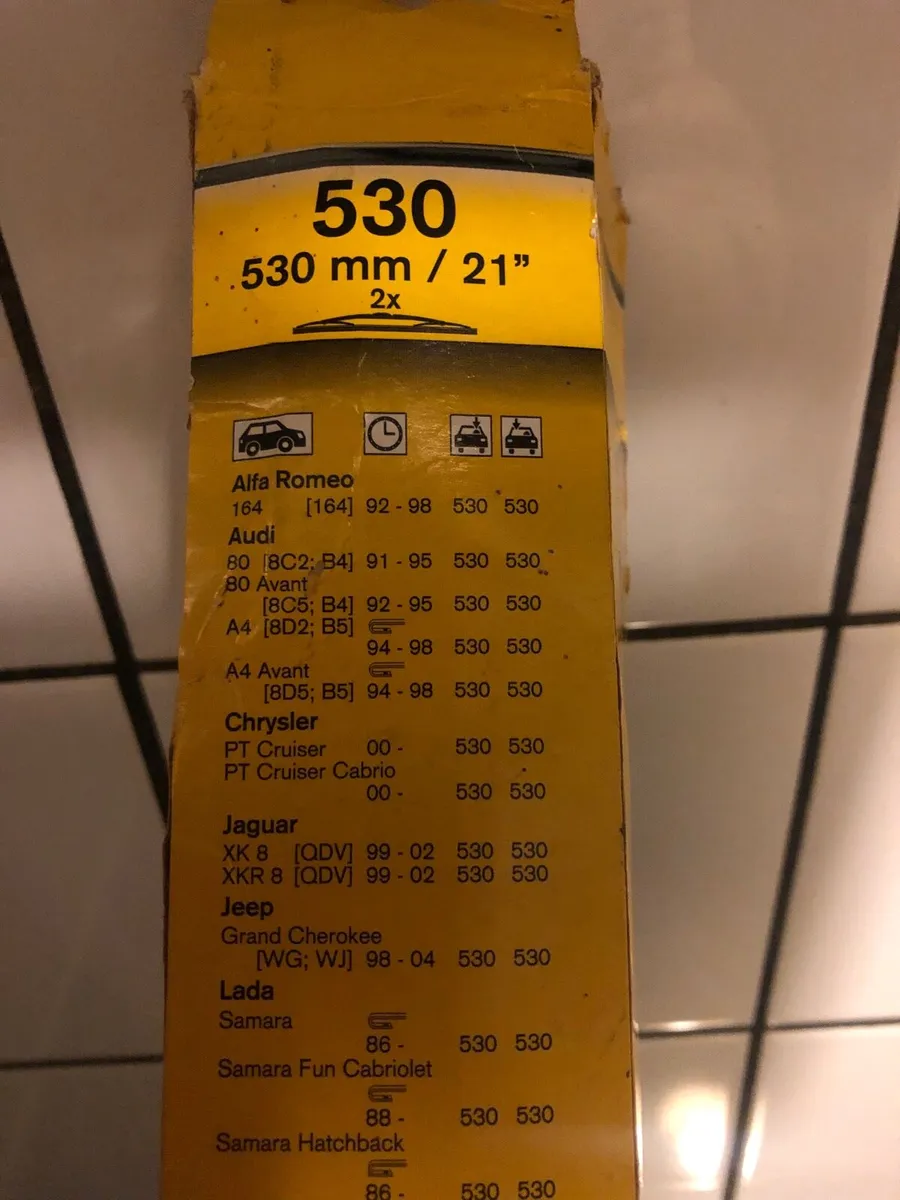 530
530 mm / 21”
2x
Alfa Romeo
164 [164] 92 - 98 530 530
Audi
80 [8C2; B4] 91 - 95 530 530
80 Avant
[8C5; B4] 92 - 95 530 530
A4 [8D2; B5]
94 - 98 530 530
A4 Avant
[8D5; B5] 94 - 98 530 530
Chrysler
PT Cruiser 00 - 530 530
PT Cruiser Cabrio
00 - 530 530
Jaguar
XK 8 [QDV] 99 - 02 530 530
XKR 8 [QDV] 99 - 02 530 530
Jeep
Grand Cherokee
[WG; WJ] 98 - 04 530 530
Lada
Samara
86 - 530 530
Samara Fun Cabriolet
88 - 530 530
Samara Hatchback
86 - 530 530